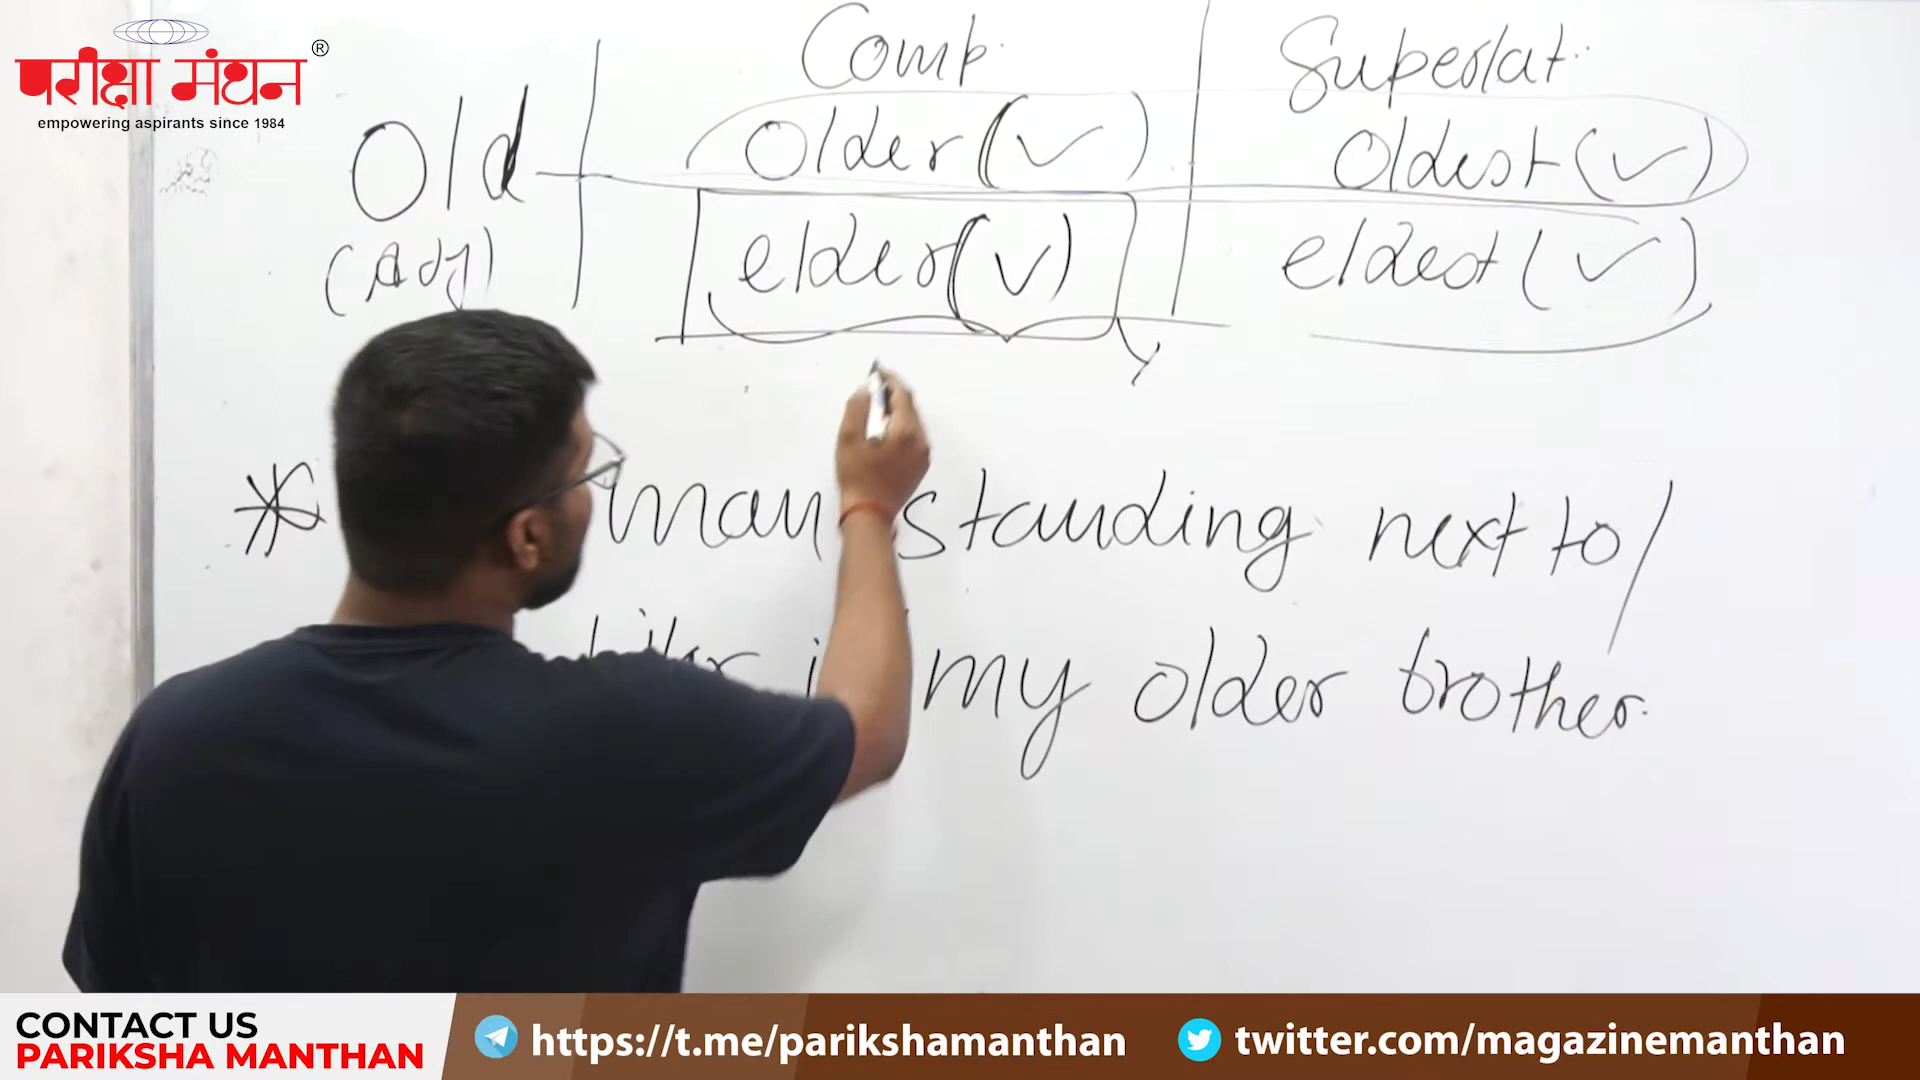 परीक्षा मंथन ®
empowering aspirants since 1984
Comp. Superlat.
Old older (✓) oldest (✓)
(Adj) elder (✓) eldest (✓)
* man standing next to /
my older brother.
CONTACT US
PARIKSHA MANTHAN
https://t.me/parikshamanthan
twitter.com/magazinemanthan